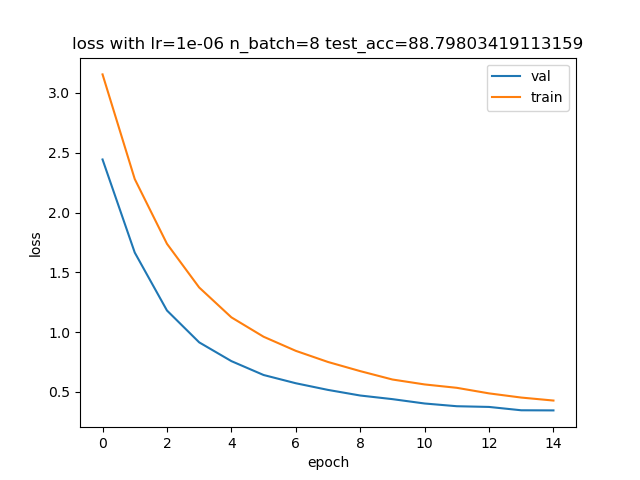 loss with lr=1e-06 n_batch=8 test_acc=88.79803419113159
val
train
3.0
2.5
2.0
1.5
1.0
0.5
loss
0 2 4 6 8 10 12 14
epoch